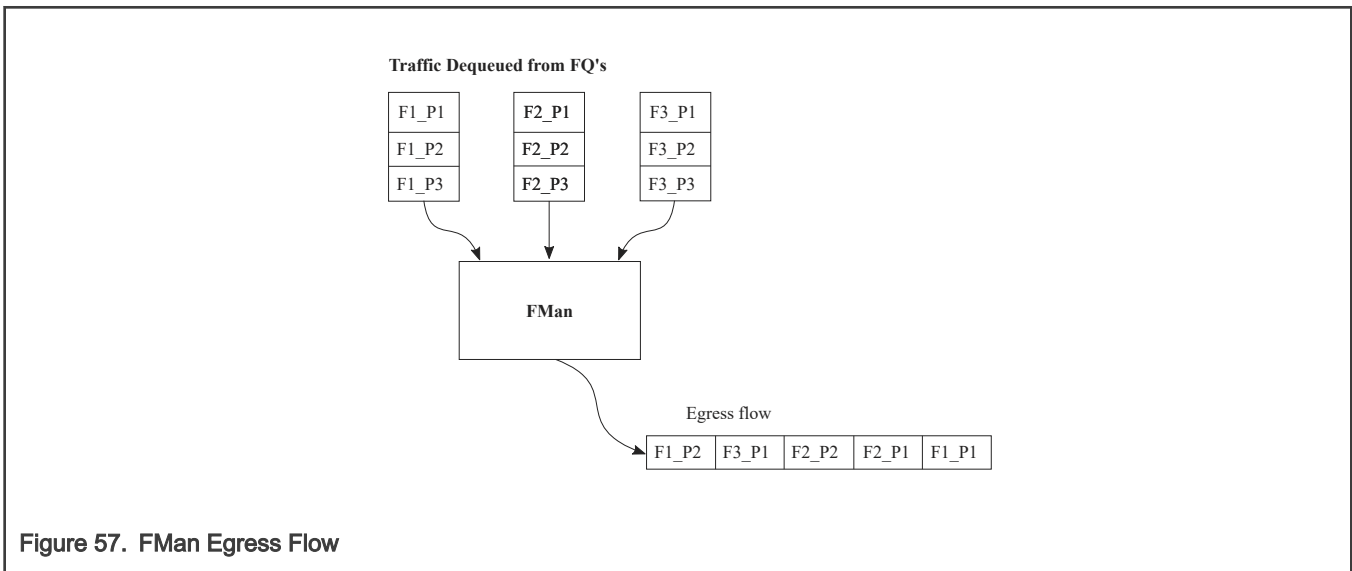 Traffic Dequeued from FQ's
F1_P1 F2_P1 F3_P1
F1_P2 F2_P2 F3_P2
F1_P3 F2_P3 F3_P3
FMan
Egress flow
F1_P2 F3_P1 F2_P2 F2_P1 F1_P1
Figure 57. FMan Egress Flow